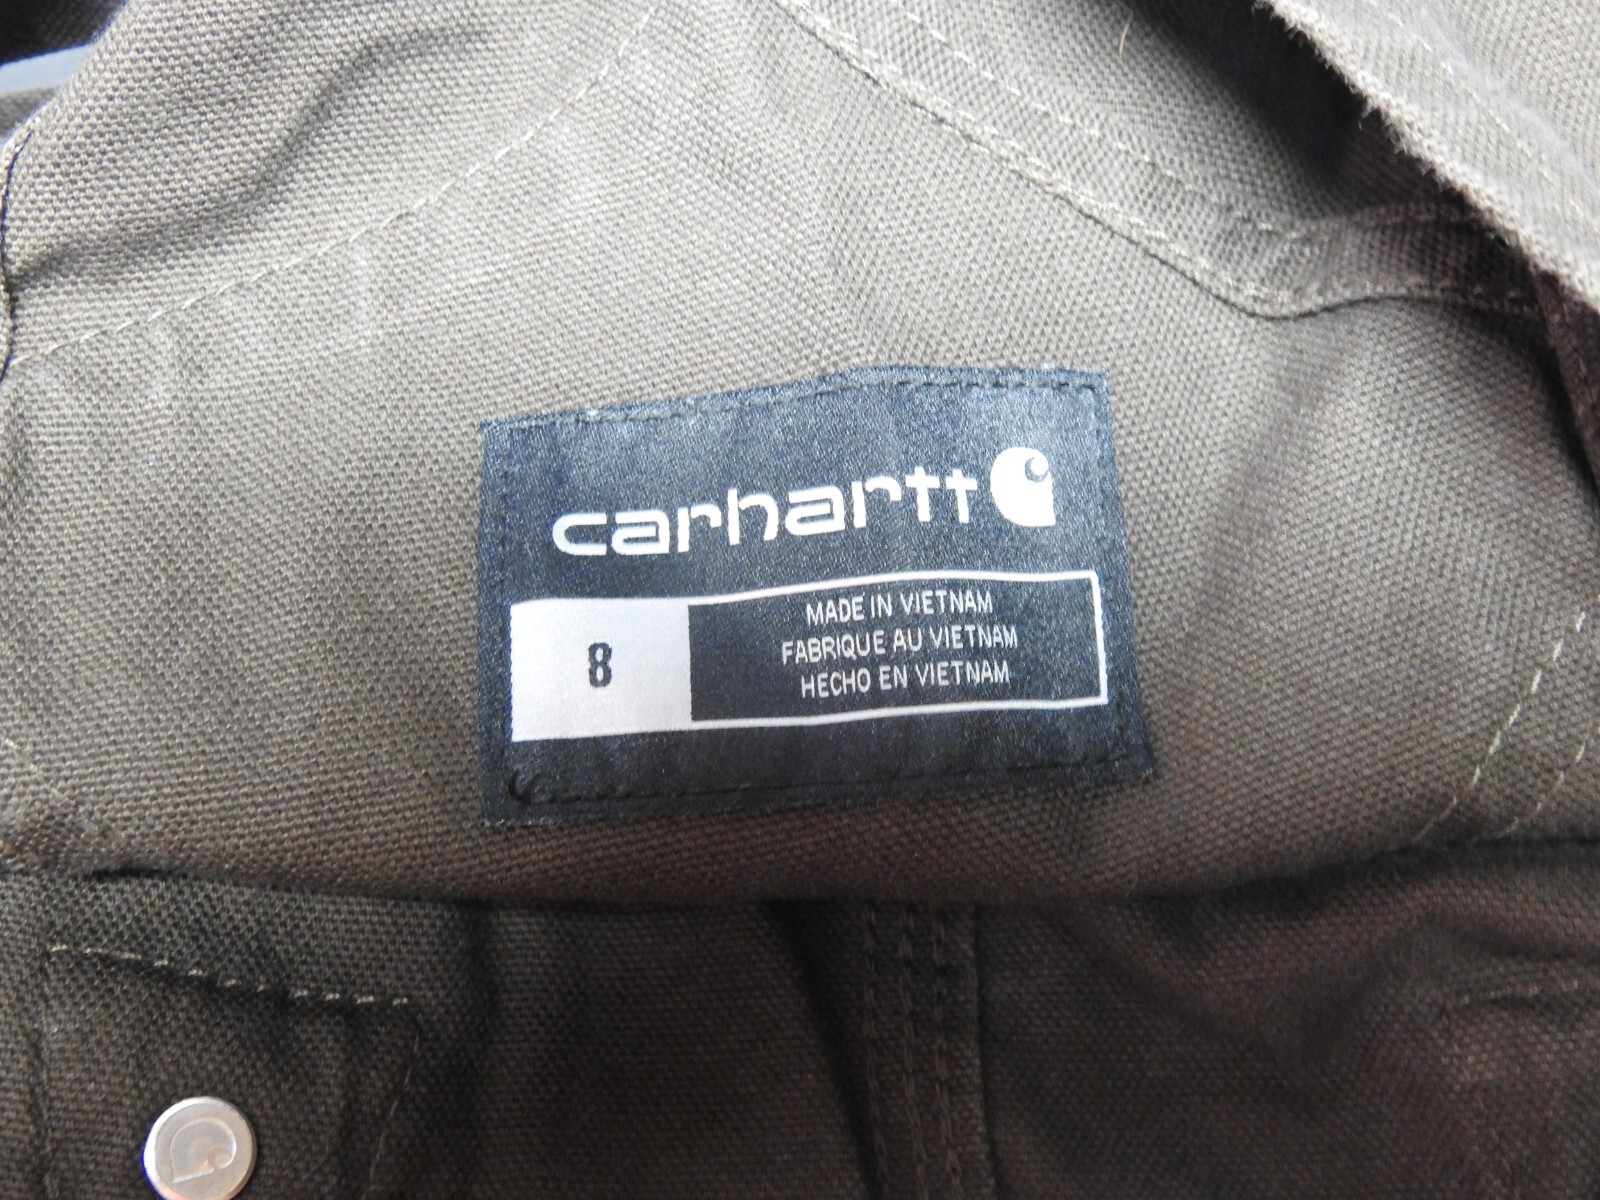 carhartt
8
MADE IN VIETNAM
FABRIQUE AU VIETNAM
HECHO EN VIETNAM